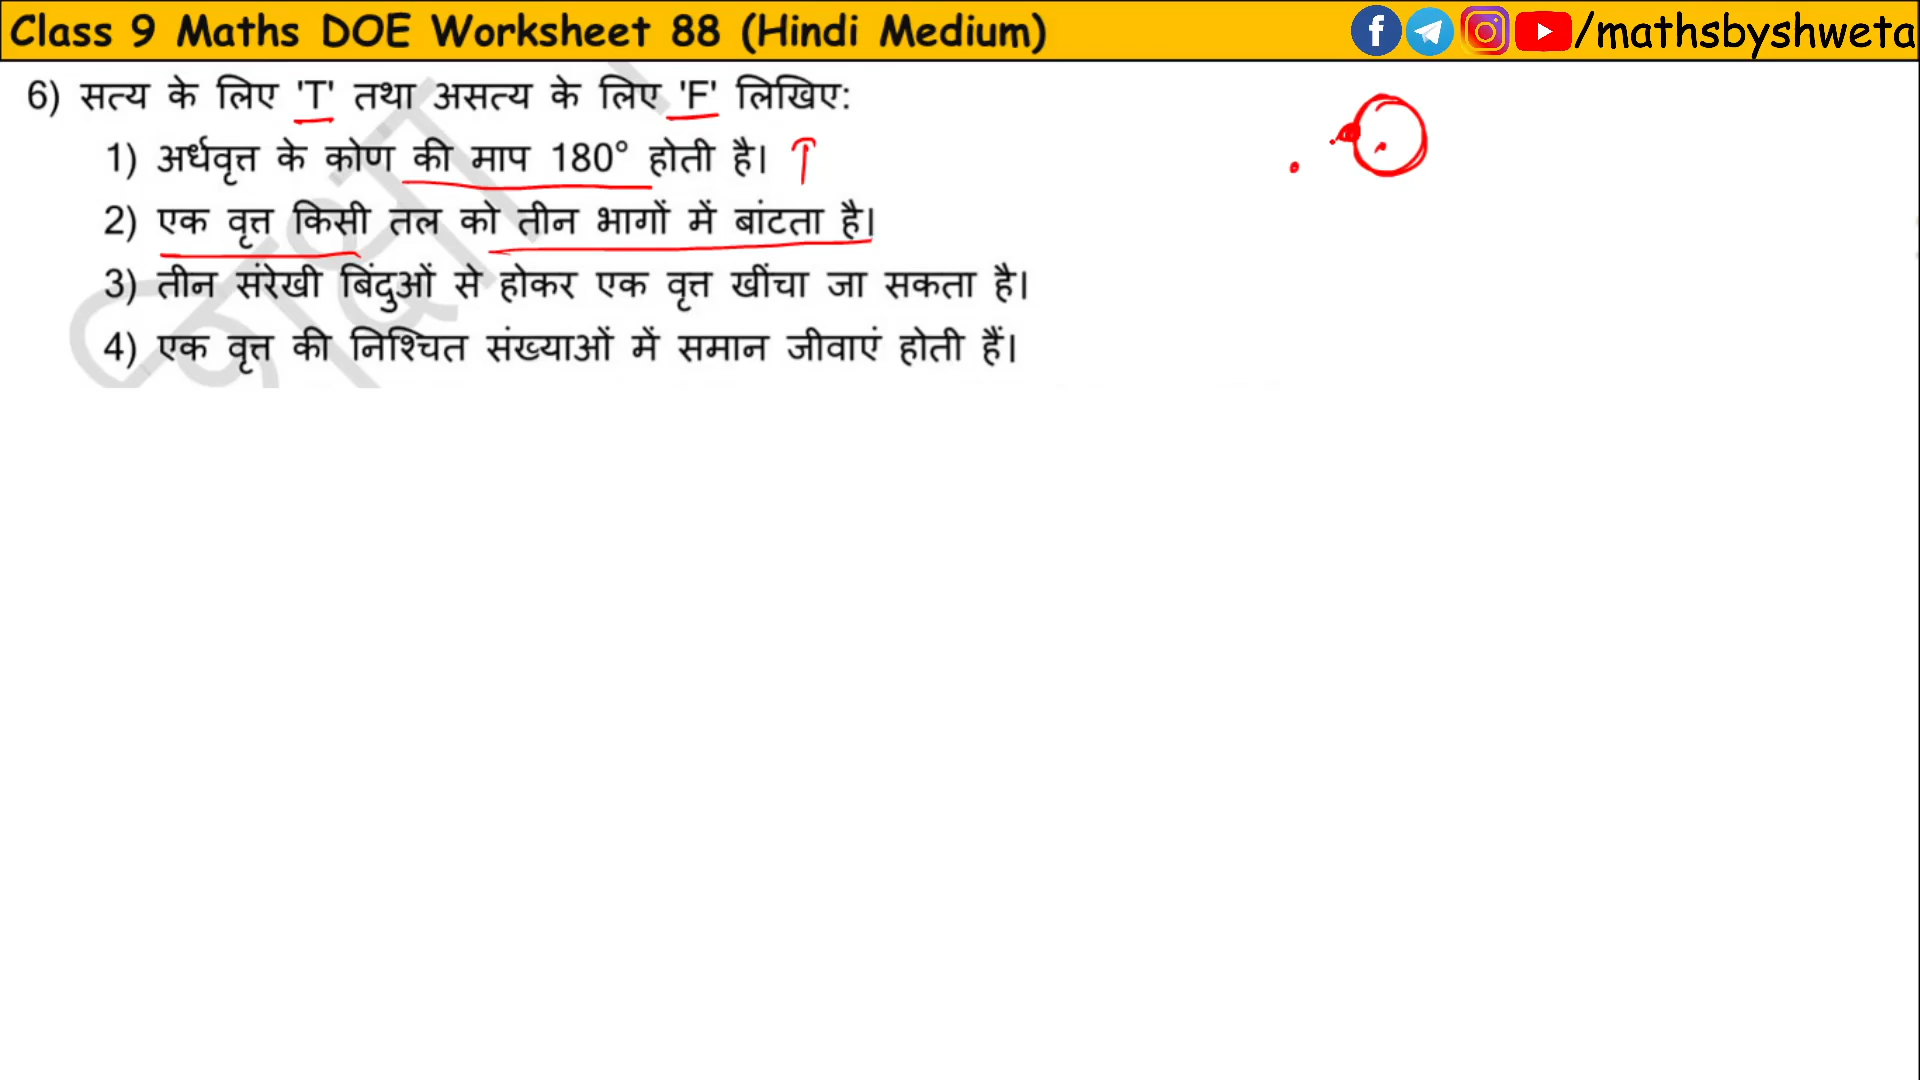 Class 9 Maths DOE Worksheet 88 (Hindi Medium)
/mathsbyshweta
6) सत्य के लिए 'T' तथा असत्य के लिए 'F' लिखिए:
1) अर्धवृत्त के कोण की माप 180° होती है। T
2) एक वृत्त किसी तल को तीन भागों में बांटता है।
3) तीन संरेखी बिंदुओं से होकर एक वृत्त खींचा जा सकता है।
4) एक वृत्त की निश्चित संख्याओं में समान जीवाएं होती हैं।